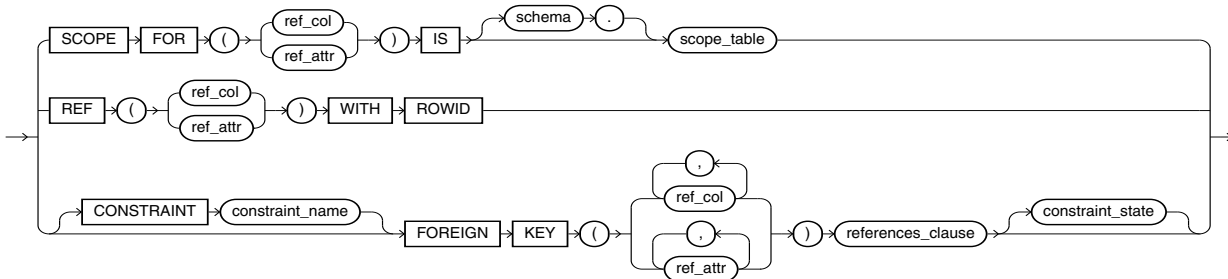 SCOPE FOR ( ref_col ref_attr ) IS schema . scope_table
REF ( ref_col ref_attr ) WITH ROWID
CONSTRAINT constraint_name FOREIGN KEY ( , ref_col , ref_attr ) references_clause constraint_state